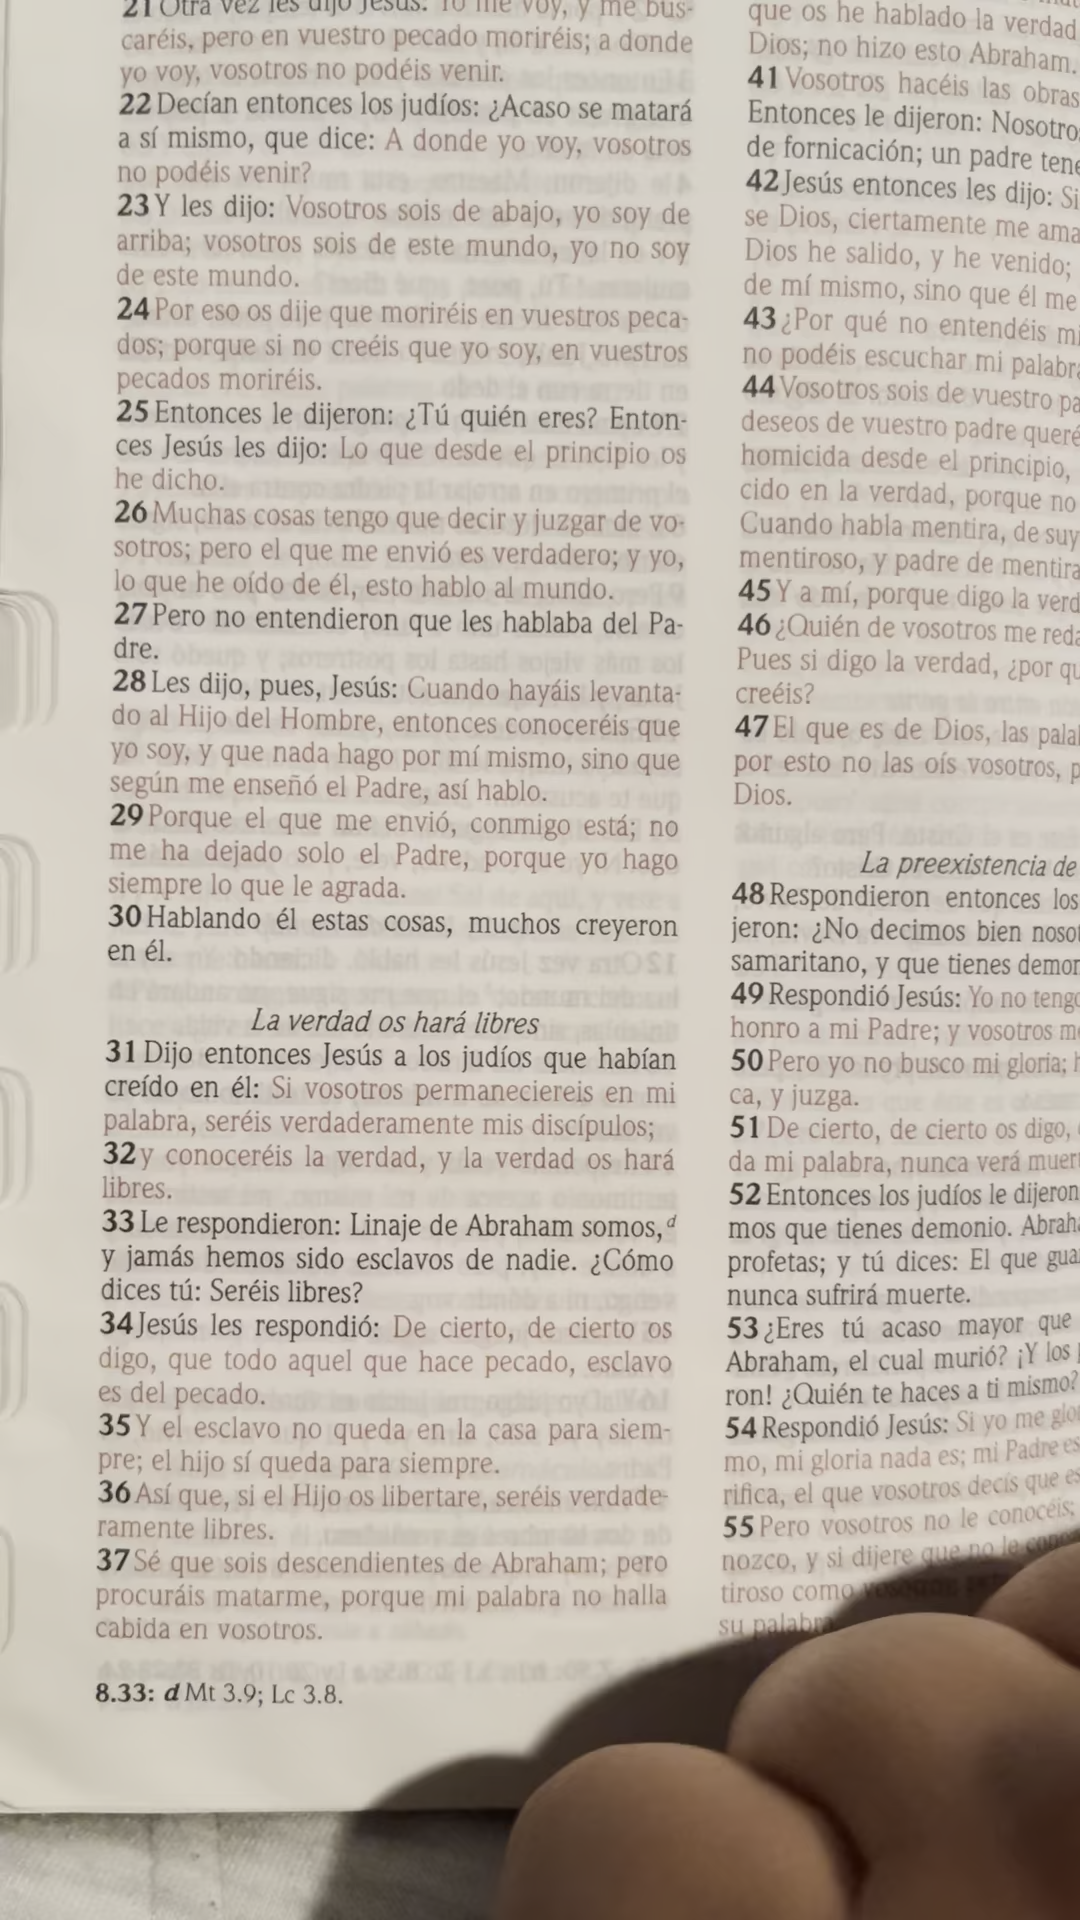 21 Otra vez les dijo Jesús: Yo me voy, y me bus-
caréis, pero en vuestro pecado moriréis; a donde
yo voy, vosotros no podéis venir.
22 Decían entonces los judíos: ¿Acaso se matará
a sí mismo, que dice: A donde yo voy, vosotros
no podéis venir?
23 Y les dijo: Vosotros sois de abajo, yo soy de
arriba; vosotros sois de este mundo, yo no soy
de este mundo.
24 Por eso os dije que moriréis en vuestros peca-
dos; porque si no creéis que yo soy, en vuestros
pecados moriréis.
25 Entonces le dijeron: ¿Tú quién eres? Enton-
ces Jesús les dijo: Lo que desde el principio os
he dicho.
26 Muchas cosas tengo que decir y juzgar de vo-
sotros; pero el que me envió es verdadero; y yo,
lo que he oído de él, esto hablo al mundo.
27 Pero no entendieron que les hablaba del Pa-
dre.
28 Les dijo, pues, Jesús: Cuando hayáis levanta-
do al Hijo del Hombre, entonces conoceréis que
yo soy, y que nada hago por mí mismo, sino que
según me enseñó el Padre, así hablo.
29 Porque el que me envió, conmigo está; no
me ha dejado solo el Padre, porque yo hago
siempre lo que le agrada.
30 Hablando él estas cosas, muchos creyeron
en él.
La verdad os hará libres
31 Dijo entonces Jesús a los judíos que habían
creído en él: Si vosotros permaneciereis en mi
palabra, seréis verdaderamente mis discípulos;
32 y conoceréis la verdad, y la verdad os hará
libres.
33 Le respondieron: Linaje de Abraham somos,d
y jamás hemos sido esclavos de nadie. ¿Cómo
dices tú: Seréis libres?
34 Jesús les respondió: De cierto, de cierto os
digo, que todo aquel que hace pecado, esclavo
es del pecado.
35 Y el esclavo no queda en la casa para siem-
pre; el hijo sí queda para siempre.
36 Así que, si el Hijo os libertare, seréis verdade-
ramente libres.
37 Sé que sois descendientes de Abraham; pero
procuráis matarme, porque mi palabra no halla
cabida en vosotros.
8.33: d Mt 3.9; Lc 3.8.
que os he hablado la verdad
Dios; no hizo esto Abraham.
41 Vosotros hacéis las obras
Entonces le dijeron: Nosotro
de fornicación; un padre tene
42 Jesús entonces les dijo: Si
se Dios, ciertamente me ama
Dios he salido, y he venido;
de mí mismo, sino que él me
43 ¿Por qué no entendéis mi
no podéis escuchar mi palabra
44 Vosotros sois de vuestro pa
deseos de vuestro padre queré
homicida desde el principio,
cido en la verdad, porque no
Cuando habla mentira, de suy
mentiroso, y padre de mentira
45 Y a mí, porque digo la verd
46 ¿Quién de vosotros me reda
Pues si digo la verdad, ¿por qu
creéis?
47 El que es de Dios, las pala
por esto no las oís vosotros, p
Dios.
La preexistencia de
48 Respondieron entonces los
jeron: ¿No decimos bien noso
samaritano, y que tienes demon
49 Respondió Jesús: Yo no teng
honro a mi Padre; y vosotros m
50 Pero yo no busco mi gloria; h
ca, y juzga.
51 De cierto, de cierto os digo,
da mi palabra, nunca verá muer
52 Entonces los judíos le dijeron
mos que tienes demonio. Abrah
profetas; y tú dices: El que gua
nunca sufrirá muerte.
53 ¿Eres tú acaso mayor que
Abraham, el cual murió? ¡Y los
ron! ¿Quién te haces a ti mismo?
54 Respondió Jesús: Si yo me glo
mo, mi gloria nada es; mi Padre es
rifica, el que vosotros decís que es
55 Pero vosotros no le conocéis;
nozco, y si dijere que no le cono
tiroso como vosotros
su palabra